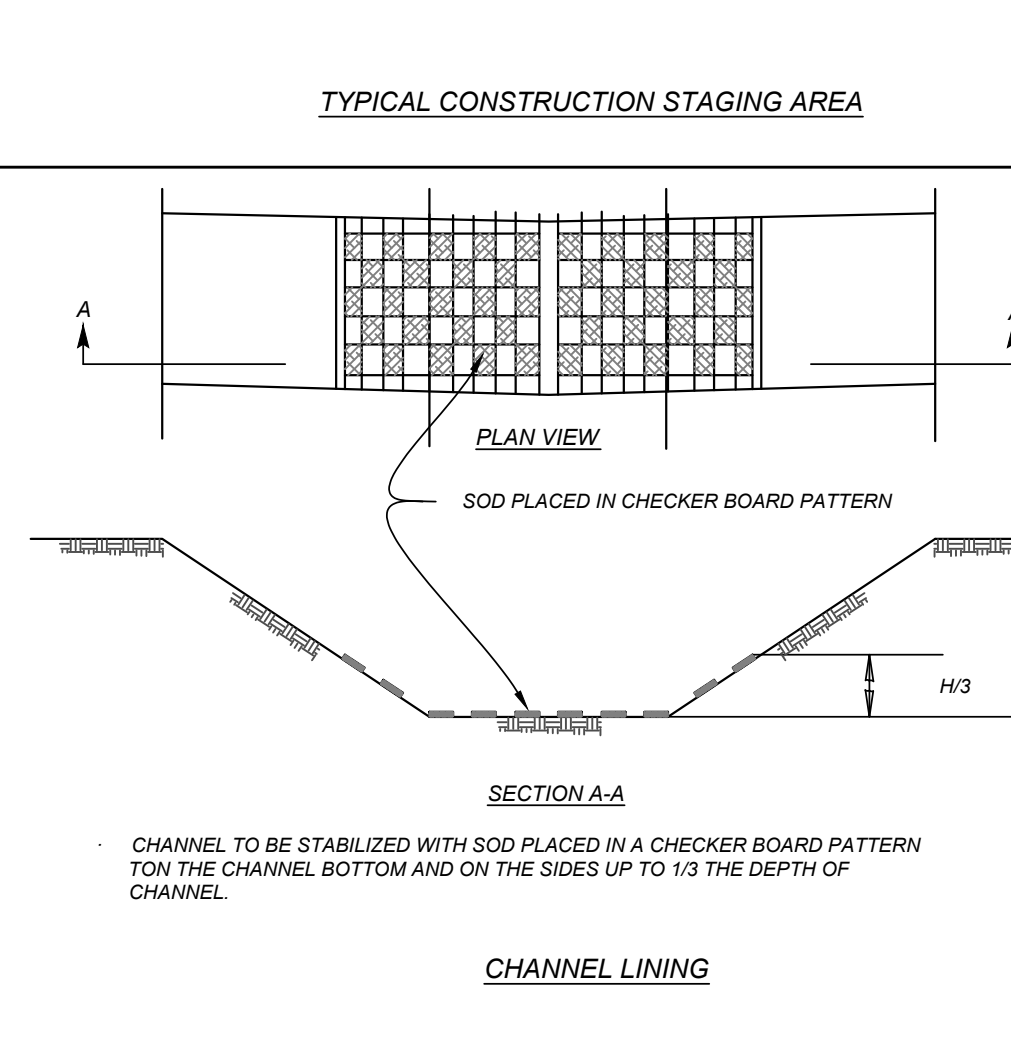 TYPICAL CONSTRUCTION STAGING AREA
A
PLAN VIEW
SOD PLACED IN CHECKER BOARD PATTERN
H/3
SECTION A-A
· CHANNEL TO BE STABILIZED WITH SOD PLACED IN A CHECKER BOARD PATTERN
TON THE CHANNEL BOTTOM AND ON THE SIDES UP TO 1/3 THE DEPTH OF
CHANNEL.
CHANNEL LINING